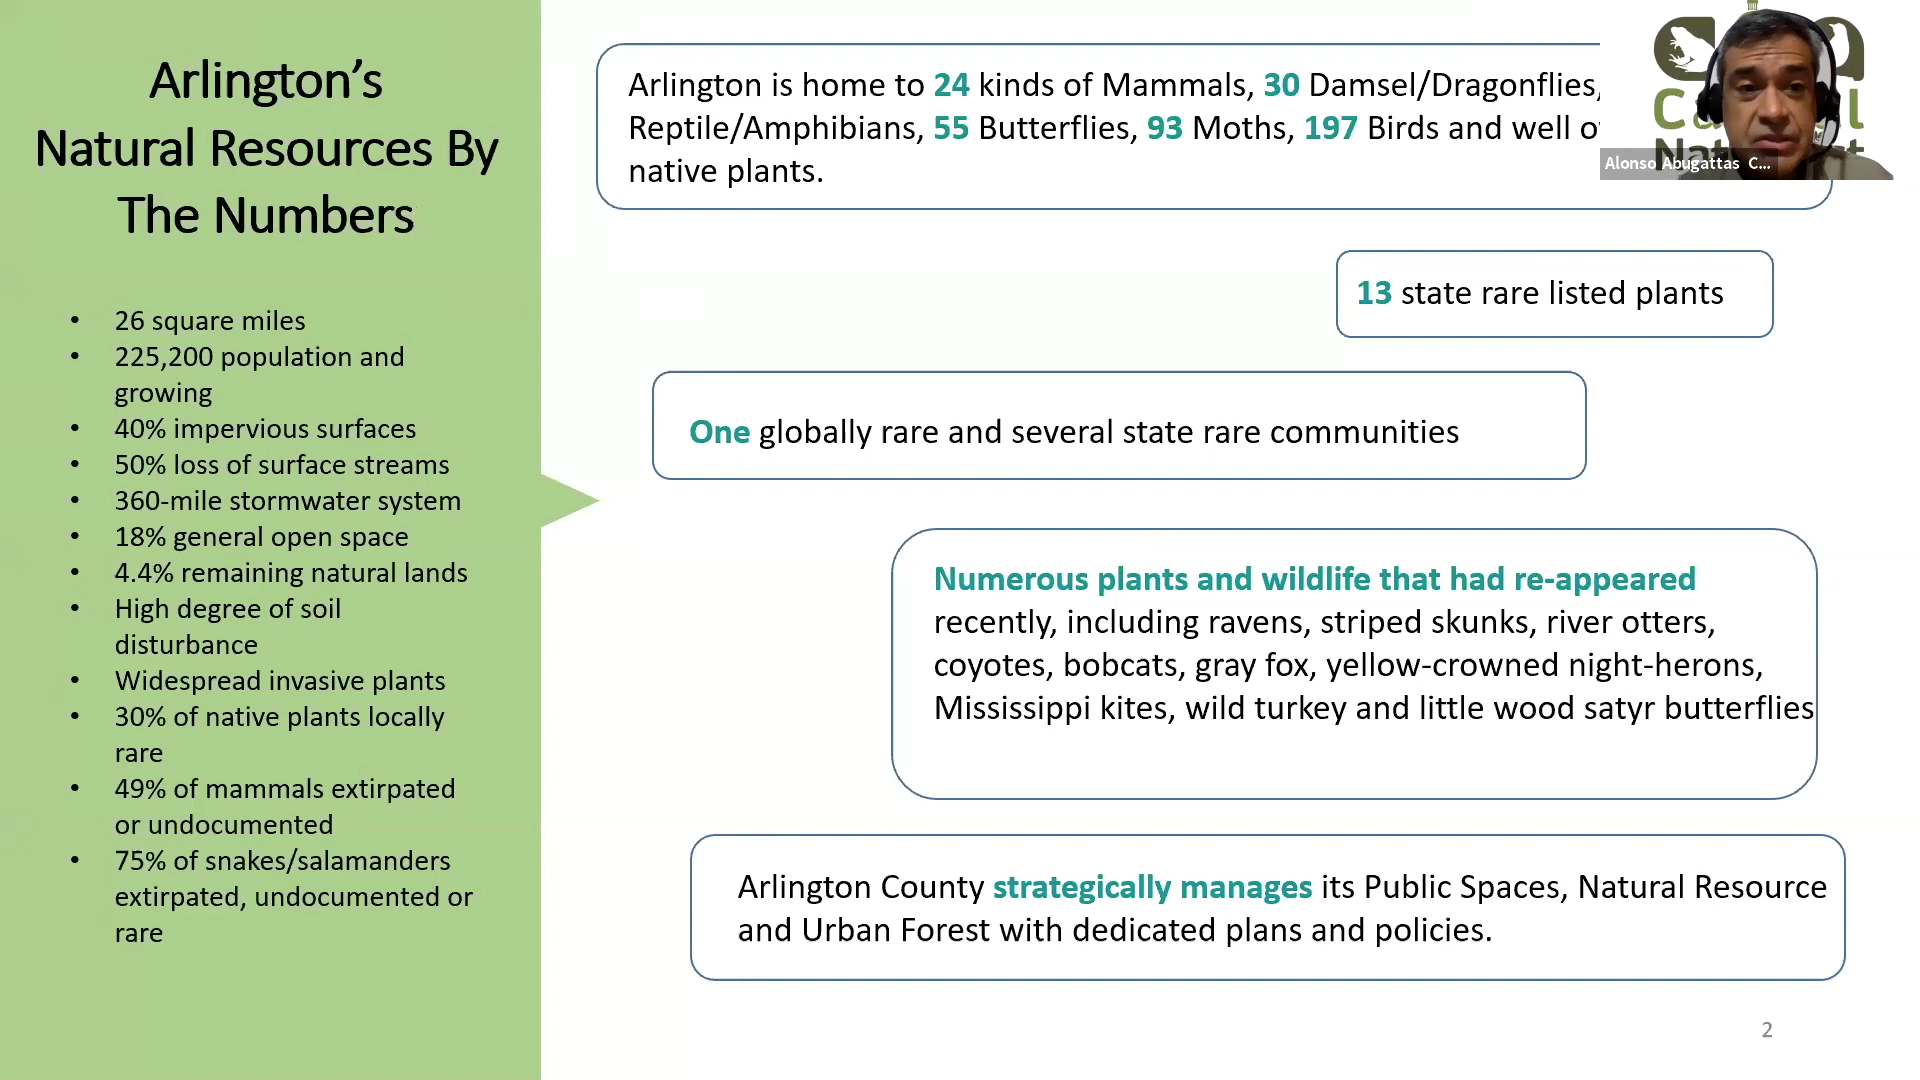 Arlington’s
Natural Resources By
The Numbers
• 26 square miles
• 225,200 population and
growing
• 40% impervious surfaces
• 50% loss of surface streams
• 360-mile stormwater system
• 18% general open space
• 4.4% remaining natural lands
• High degree of soil
disturbance
• Widespread invasive plants
• 30% of native plants locally
rare
• 49% of mammals extirpated
or undocumented
• 75% of snakes/salamanders
extirpated, undocumented or
rare
Arlington is home to 24 kinds of Mammals, 30 Damsel/Dragonflies,
Reptile/Amphibians, 55 Butterflies, 93 Moths, 197 Birds and well
native plants.
Alonso Abugattas C...
13 state rare listed plants
One globally rare and several state rare communities
Numerous plants and wildlife that had re-appeared
recently, including ravens, striped skunks, river otters,
coyotes, bobcats, gray fox, yellow-crowned night-herons,
Mississippi kites, wild turkey and little wood satyr butterflies
Arlington County strategically manages its Public Spaces, Natural Resource
and Urban Forest with dedicated plans and policies.
2